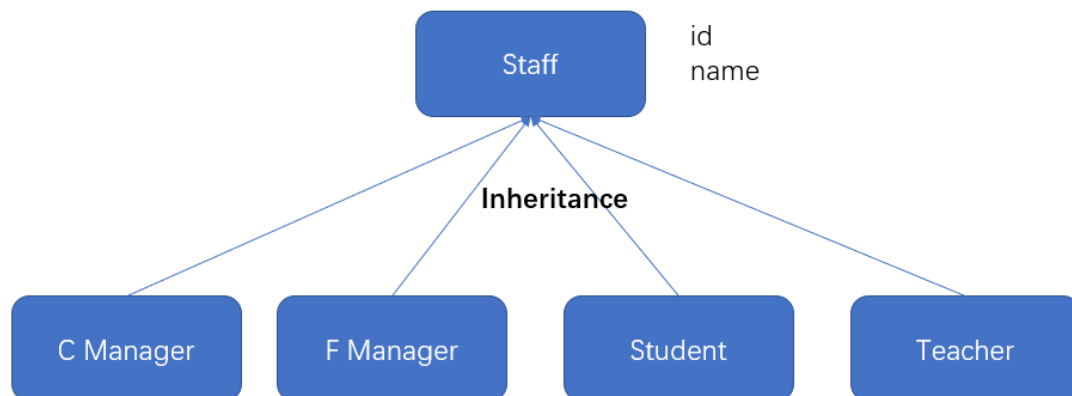 Staff
id
name
Inheritance
C Manager
F Manager
Student
Teacher